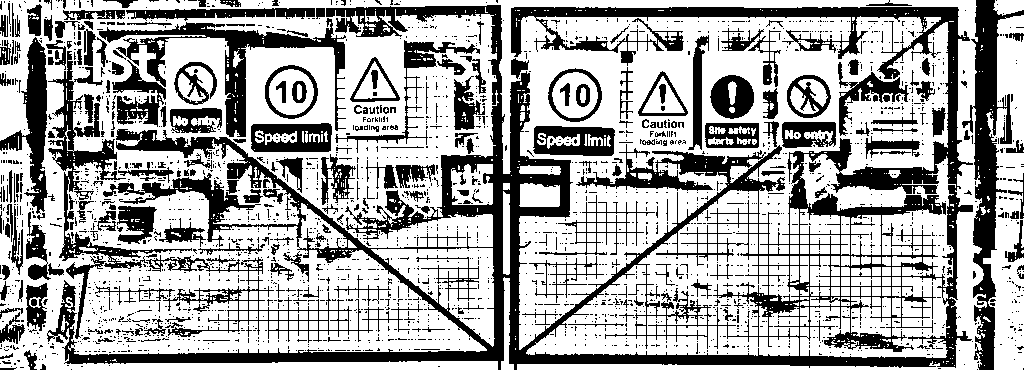 No entry
10
Speed limit
Caution
Forklift
loading area
10
Speed limit
Caution
Forklift
loading area
Site safety
starts here
No entry